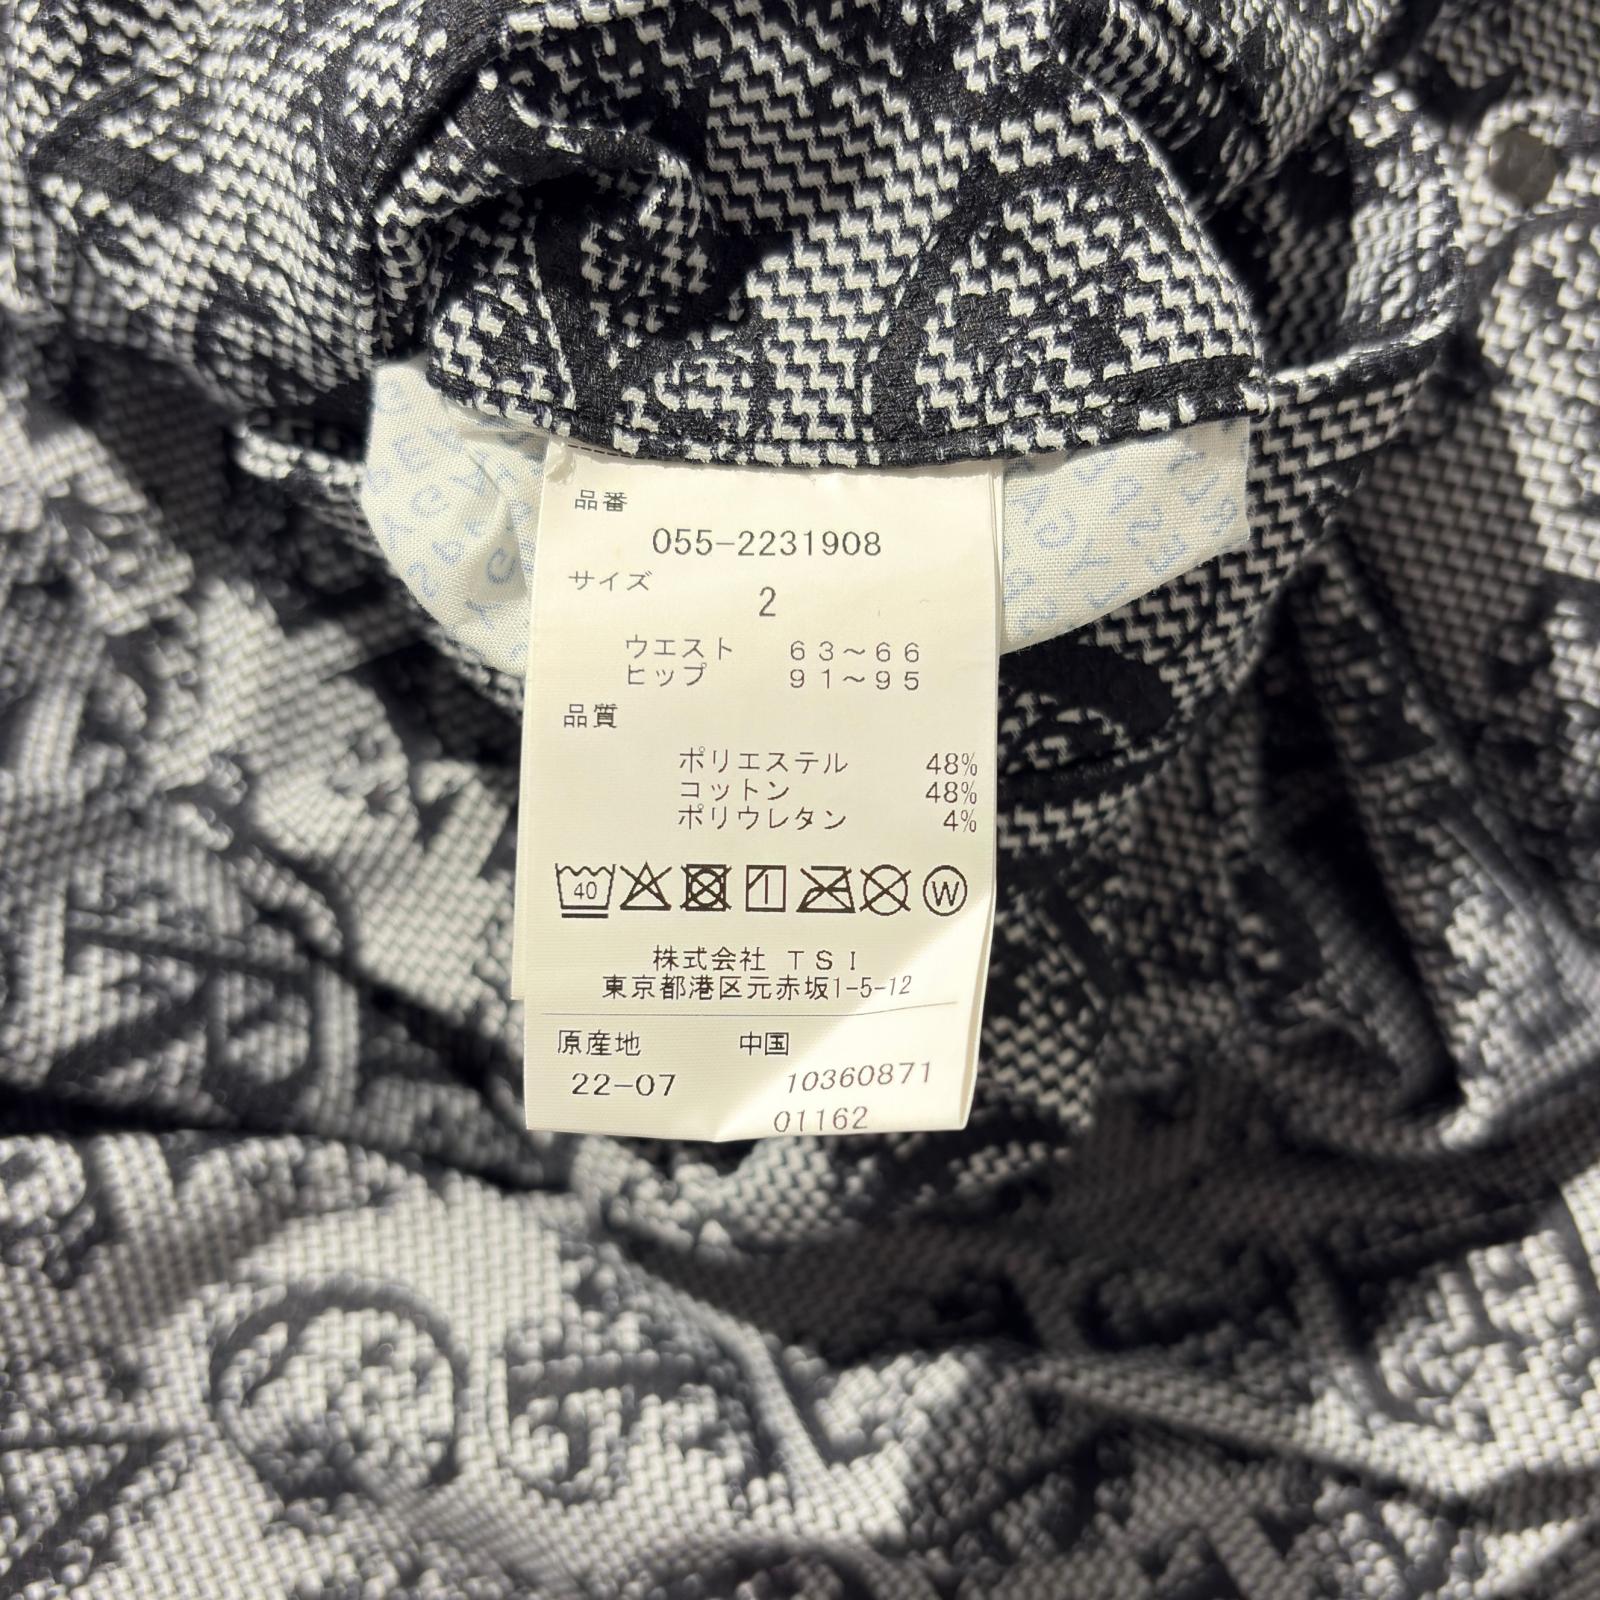 品番
055-2231908
サイズ
2
ウエスト 63～66
ヒップ 91～95
品質
ポリエステル 48%
コットン 48%
ポリウレタン 4%
40 W
株式会社 TSI
東京都港区元赤坂1-5-12
原産地 中国
22-07 10360871
01162